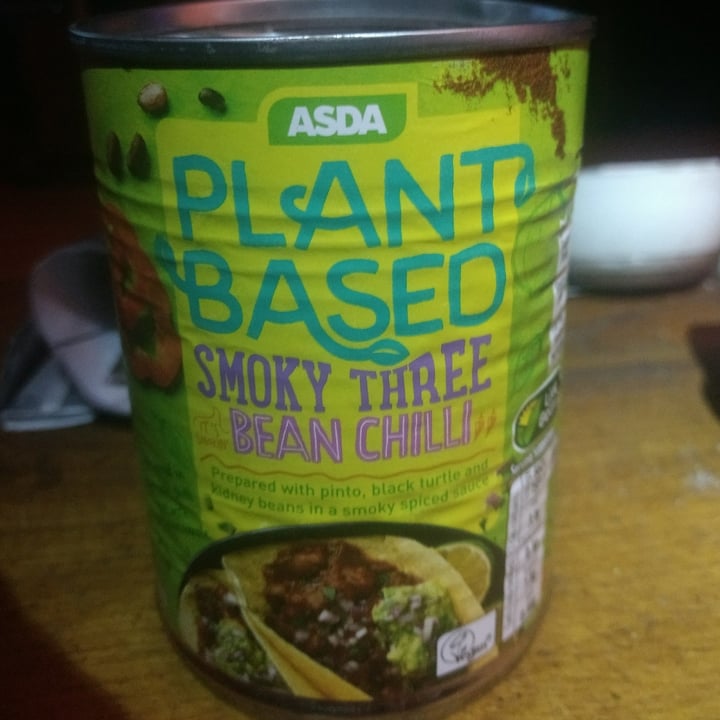 ASDA
PLANT
BASED
SMOKY THREE
BEAN CHILLI
Prepared with pinto, black turtle and
kidney beans in a smoky spiced sauce